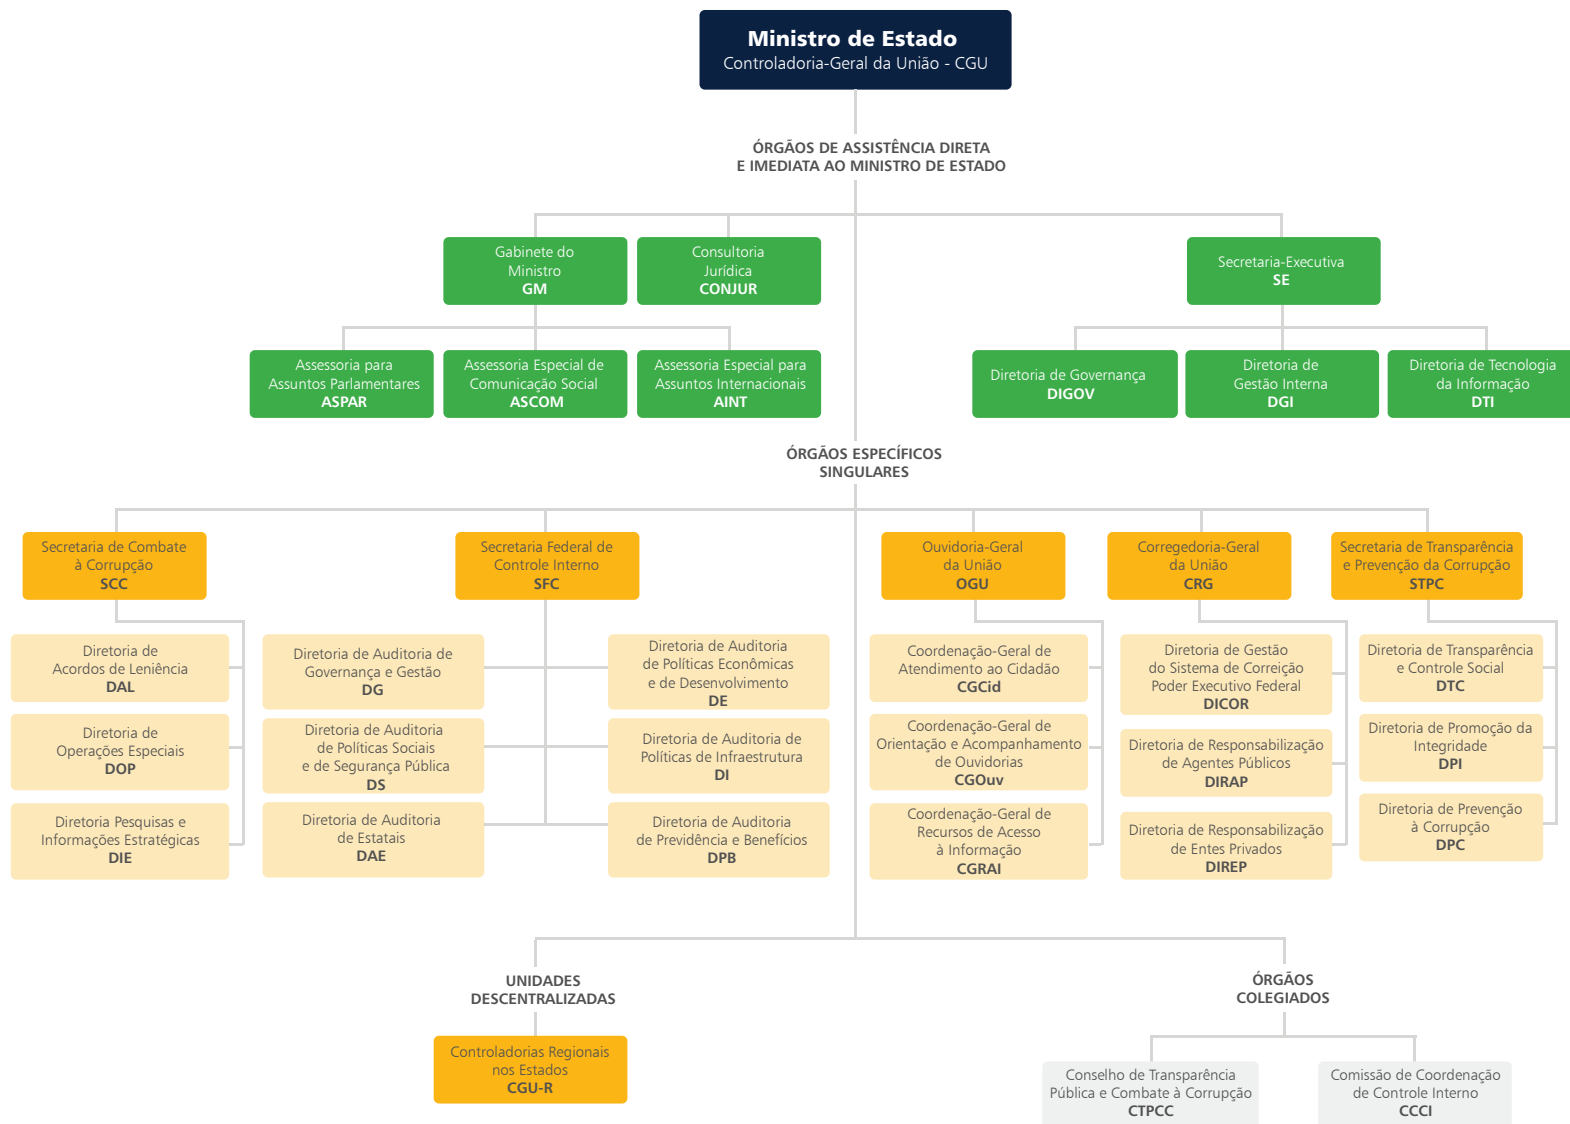 Ministro de Estado
Controladoria-Geral da União - CGU
ÓRGÃOS DE ASSISTÊNCIA DIRETA
E IMEDIATA AO MINISTRO DE ESTADO
Gabinete do
Ministro
GM
Consultoria
Jurídica
CONJUR
Secretaria-Executiva
SE
Assessoria para
Assuntos Parlamentares
ASPAR
Assessoria Especial de
Comunicação Social
ASCOM
Assessoria Especial para
Assuntos Internacionais
AINT
Diretoria de Governança
DIGOV
Diretoria de
Gestão Interna
DGI
Diretoria de Tecnologia
da Informação
DTI
ÓRGÃOS ESPECÍFICOS
SINGULARES
Secretaria de Combate
à Corrupção
SCC
Secretaria Federal de
Controle Interno
SFC
Ouvidoria-Geral
da União
OGU
Corregedoria-Geral
da União
CRG
Secretaria de Transparência
e Prevenção da Corrupção
STPC
Diretoria de
Acordos de Leniência
DAL
Diretoria de
Operações Especiais
DOP
Diretoria Pesquisas e
Informações Estratégicas
DIE
Diretoria de Auditoria de
Governança e Gestão
DG
Diretoria de Auditoria
de Políticas Sociais
e de Segurança Pública
DS
Diretoria de Auditoria
de Estatais
DAE
Diretoria de Auditoria
de Políticas Econômicas
e de Desenvolvimento
DE
Diretoria de Auditoria de
Políticas de Infraestrutura
DI
Diretoria de Auditoria
de Previdência e Benefícios
DPB
Coordenação-Geral de
Atendimento ao Cidadão
CGCid
Coordenação-Geral de
Orientação e Acompanhamento
de Ouvidorias
CGOuv
Coordenação-Geral de
Recursos de Acesso
à Informação
CGRAI
Diretoria de Gestão
do Sistema de Correição
Poder Executivo Federal
DICOR
Diretoria de Responsabilização
de Agentes Públicos
DIRAP
Diretoria de Responsabilização
de Entes Privados
DIREP
Diretoria de Transparência
e Controle Social
DTC
Diretoria de Promoção da
Integridade
DPI
Diretoria de Prevenção
à Corrupção
DPC
UNIDADES
DESCENTRALIZADAS
Controladorias Regionais
nos Estados
CGU-R
ÓRGÃOS
COLEGIADOS
Conselho de Transparência
Pública e Combate à Corrupção
CTPCC
Comissão de Coordenação
de Controle Interno
CCCI